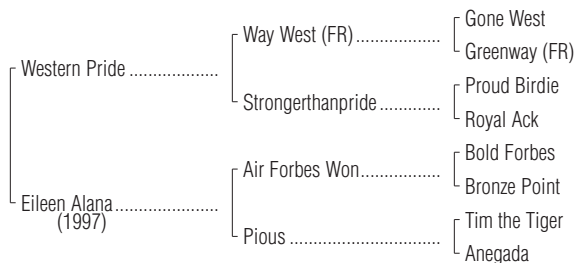 Gone West
Way West (FR)
Greenway (FR)
Western Pride
Proud Birdie
Strongerthanpride
Royal Ack
Bold Forbes
Air Forbes Won
Bronze Point
Eileen Alana
(1997)
Tim the Tiger
Pious
Anegada